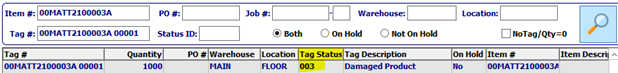 Item #: 00MATT2100003A PO #: Job #: - Warehouse: Location:
Tag #: 00MATT2100003A 00001 Status ID: Both On Hold Not On Hold NoTag/Qty=0
Tag # Quantity PO # Warehouse Location Tag Status Tag Description On Hold Item # Item Descri
00MATT2100003A 00001 1000 MAIN FLOOR 003 Damaged Product No 00MATT2100003A